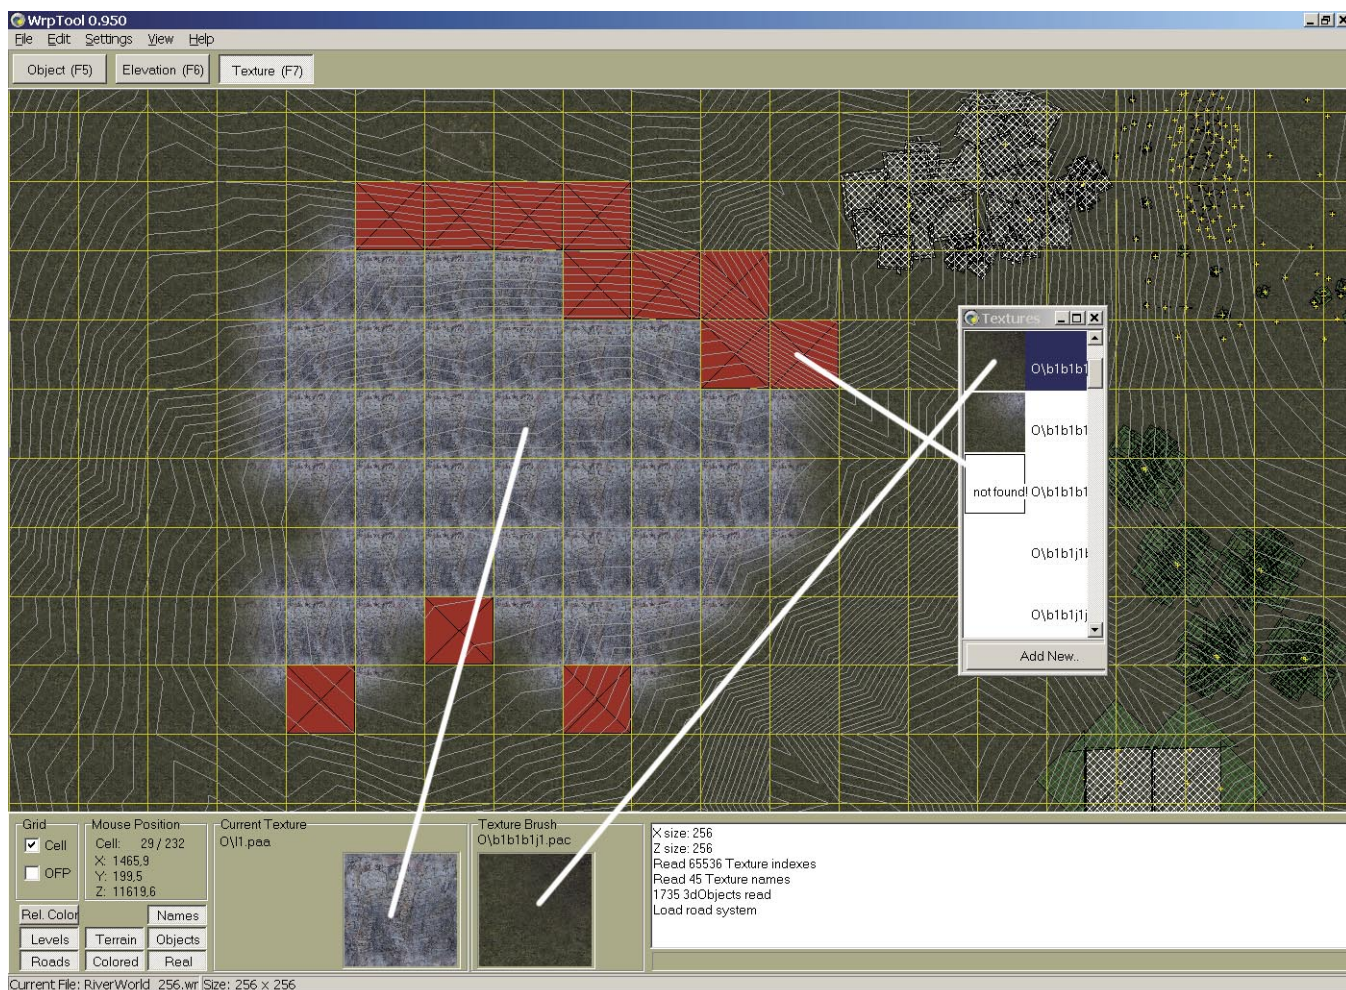 WrpTool 0.950
File Edit Settings View Help
Object (F5) Elevation (F6) Texture (F7)
Textures
O\b1b1b1
O\b1b1b1
not found! O\b1b1b1
O\b1b1j1b
O\b1b1j1j
Add New..
Grid
Cell
OFP
Mouse Position
Cell: 29 / 232
X: 1465,9
Y: 199,5
Z: 11619,6
Rel. Color Names
Levels Terrain Objects
Roads Colored Real
Current Texture
O\l1.paa
Texture Brush
O\b1b1b1j1.pac
X size: 256
Z size: 256
Read 65536 Texture indexes
Read 45 Texture names
1735 3dObjects read
Load road system
Current File: RiverWorld_256.wr Size: 256 x 256